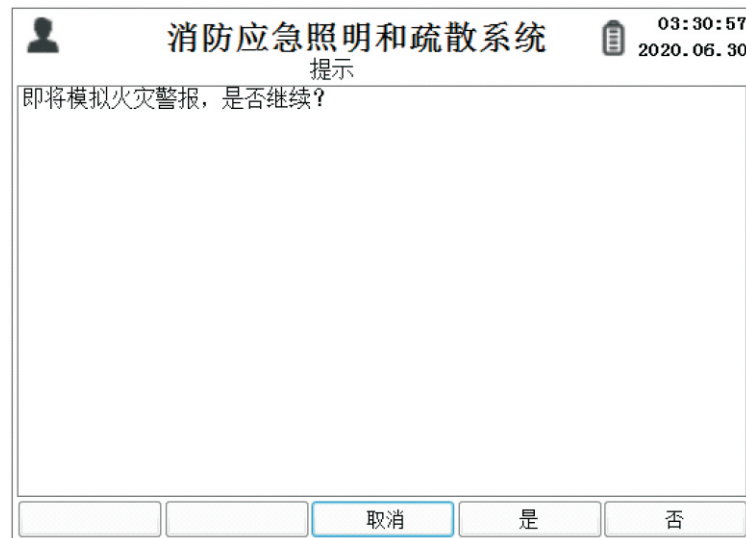 消防应急照明和疏散系统
03:30:57
2020.06.30
提示
即将模拟火灾警报，是否继续？
取消
是
否